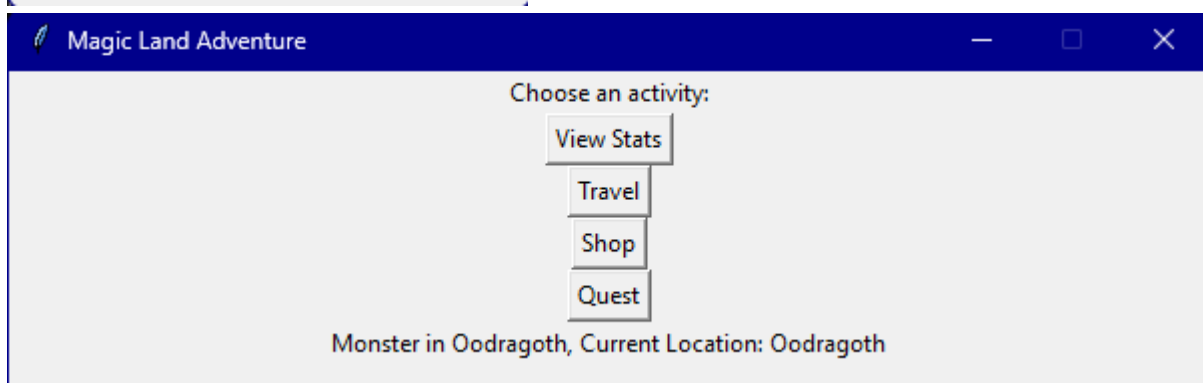 Magic Land Adventure
Choose an activity:
View Stats
Travel
Shop
Quest
Monster in Oodragoth, Current Location: Oodragoth